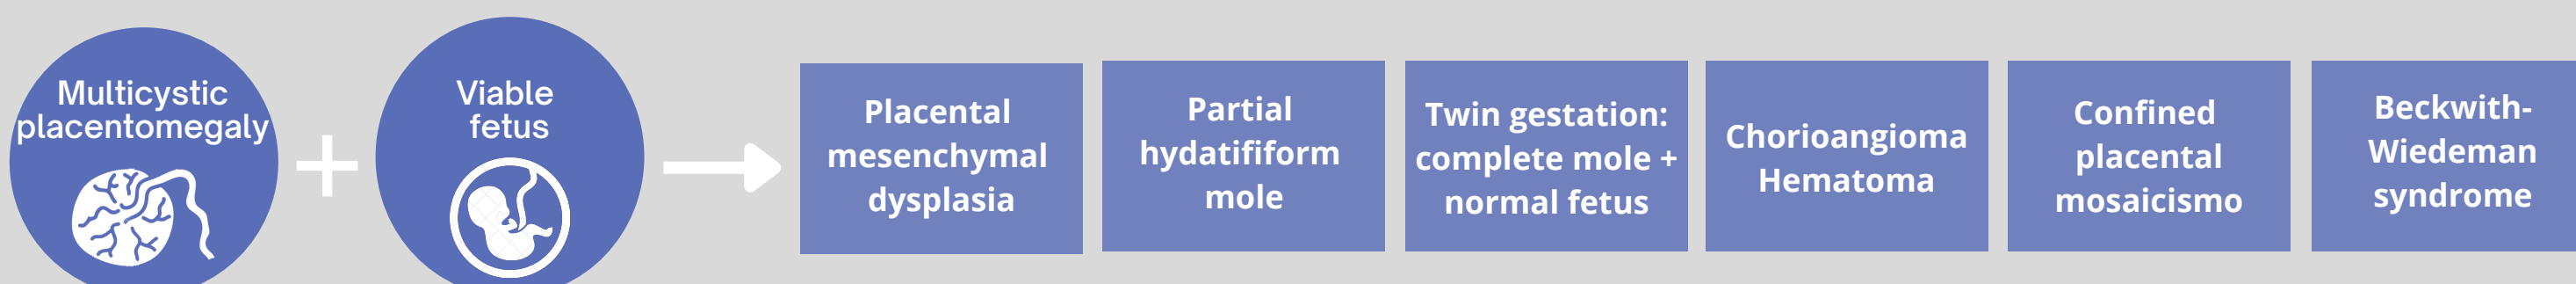 Multicystic
placentomegaly
+
Viable
fetus
Placental
mesenchymal
dysplasia
Partial
hydatifiform
mole
Twin gestation:
complete mole +
normal fetus
Chorioangioma
Hematoma
Confined
placental
mosaicismo
Beckwith-
Wiedeman
syndrome